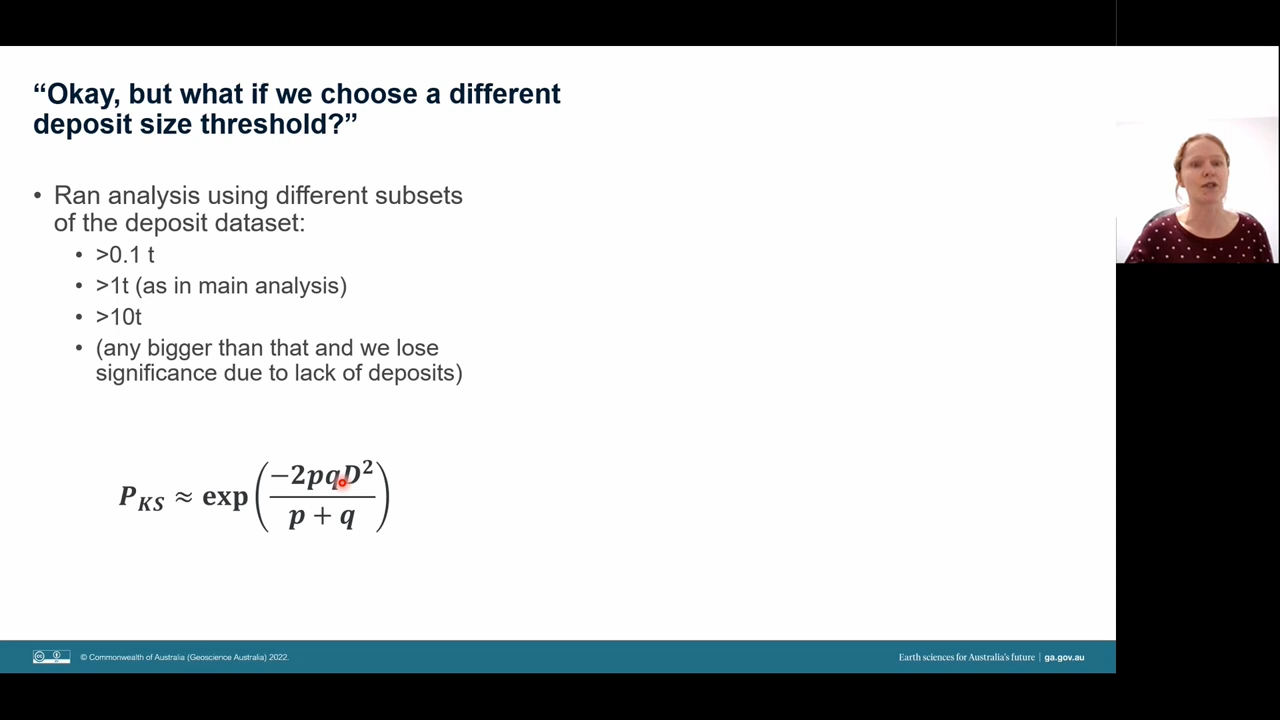 “Okay, but what if we choose a different
deposit size threshold?”
• Ran analysis using different subsets
of the deposit dataset:
• >0.1 t
• >1t (as in main analysis)
• >10t
• (any bigger than that and we lose
significance due to lack of deposits)
P_KS ≈ exp(−2pqD² / p + q)
© Commonwealth of Australia (Geoscience Australia) 2022.
Earth sciences for Australia’s future | ga.gov.au